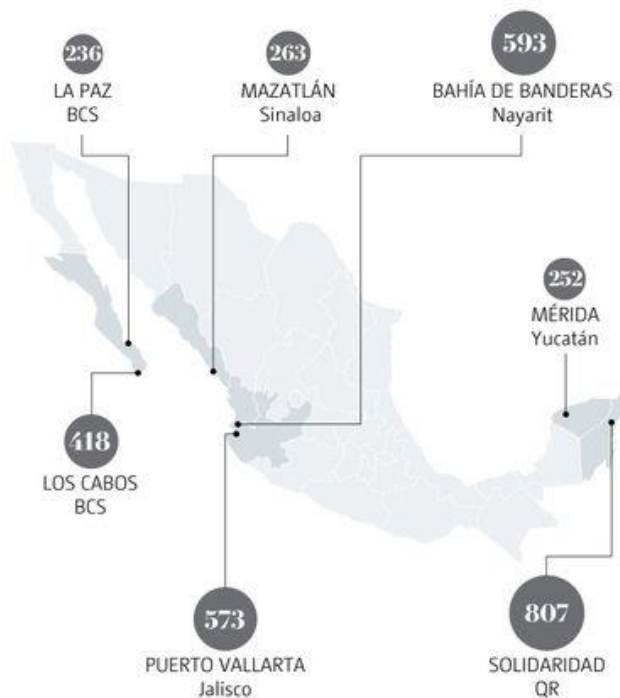 236
LA PAZ
BCS
263
MAZATLÁN
Sinaloa
593
BAHÍA DE BANDERAS
Nayarit
252
MÉRIDA
Yucatán
418
LOS CABOS
BCS
573
PUERTO VALLARTA
Jalisco
807
SOLIDARIDAD
QR